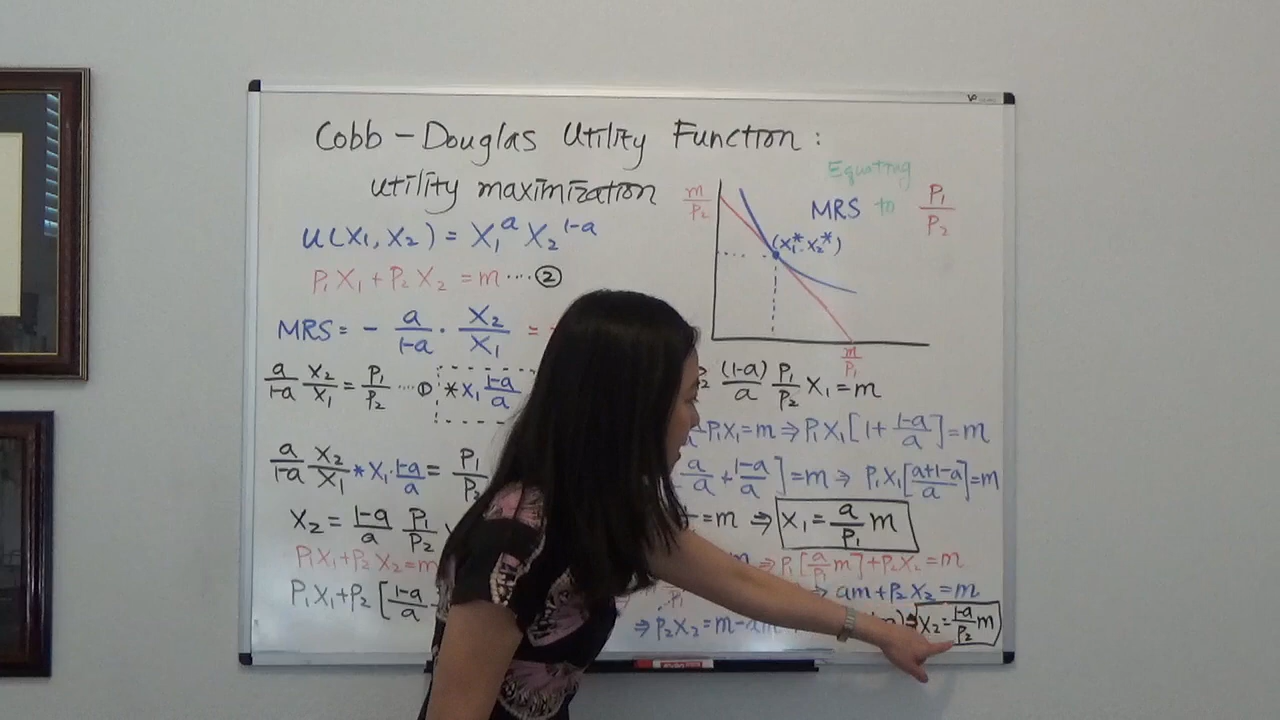 Cobb-Douglas Utility Function :
utility maximization
U(X₁, X₂) = X₁^a X₂^(1-a)
P₁X₁ + P₂X₂ = m ····②
MRS = - a/(1-a) · X₂/X₁ =
a/(1-a) X₂/X₁ = P₁/P₂ ····① * X₁ (1-a)/a
a/(1-a) X₂/X₁ * X₁ · (1-a)/a = P₁/P₂
X₂ = (1-a)/a P₁/P₂
P₁X₁ + P₂X₂ = m
P₁X₁ + P₂ [(1-a)/a
Equating
MRS to P₁/P₂
m/P₂
(X₁*, X₂*)
m/P₁
(1-a)/a P₁/P₂ X₁ = m
P₁X₁ = m ⇒ P₁X₁ [1 + (1-a)/a] = m
a/a + (1-a)/a ] = m ⇒ P₁X₁ [(a+1-a)/a] = m
= m ⇒ X₁ = a/P₁ m
⇒ P₁ [a/P₁ m] + P₂X₂ = m
⇒ am + P₂X₂ = m
⇒ P₂X₂ = m - am
X₂ = (1-a)/P₂ m